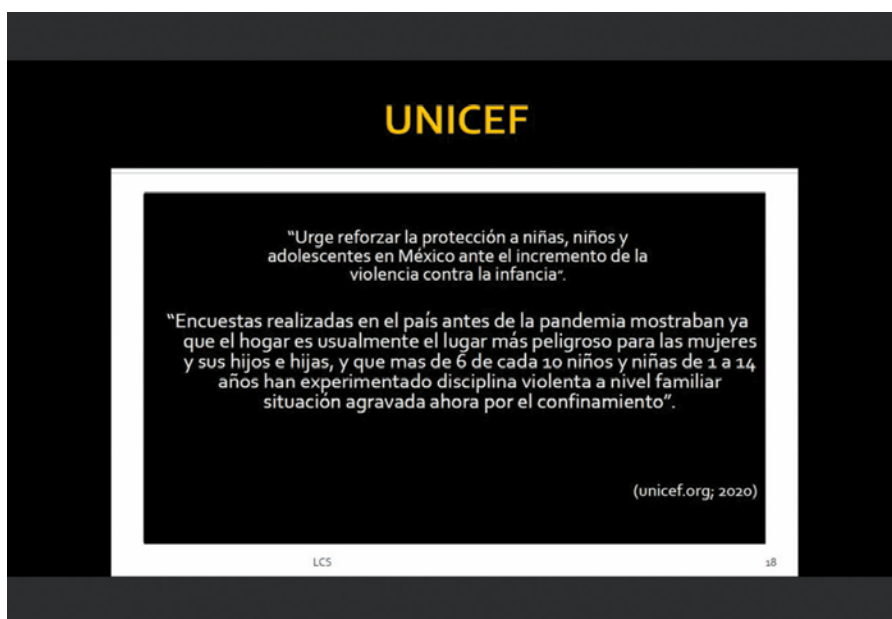 UNICEF
“Urge reforzar la protección a niñas, niños y
adolescentes en México ante el incremento de la
violencia contra la infancia”.
“Encuestas realizadas en el país antes de la pandemia mostraban ya
que el hogar es usualmente el lugar más peligroso para las mujeres
y sus hijos e hijas, y que mas de 6 de cada 10 niños y niñas de 1 a 14
años han experimentado disciplina violenta a nivel familiar
situación agravada ahora por el confinamiento”.
(unicef.org; 2020)
LCS
18